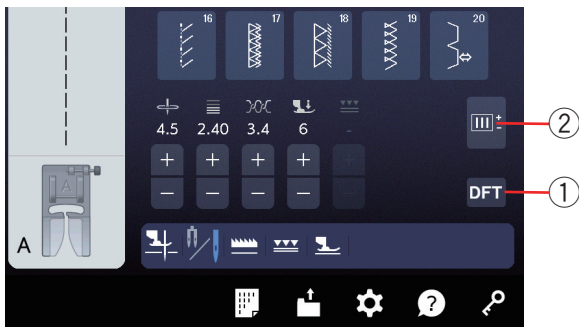 16 17 18 19 20
4.5 2.40 3.4 6 -
+ + + + +
− − − − −
DFT
A
A
?
②
①